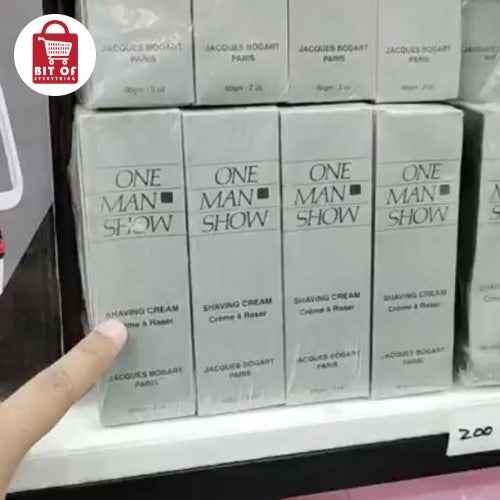 BIT OF
EVERYTHING
JACQUES BOGART
PARIS
JACQUES BOGART
PARIS
JACQUES BOGART
PARIS
JACQUES BOGART
PARIS
ONE
MAN
SHOW
SHAVING CREAM
Crème à Raser
JACQUES BOGART
PARIS
ONE
MAN
SHOW
SHAVING CREAM
Crème à Raser
JACQUES BOGART
PARIS
ONE
MAN
SHOW
SHAVING CREAM
Crème à Raser
JACQUES BOGART
PARIS
ONE
MAN
SHOW
SHAVING CREAM
Crème à Raser
JACQUES BOGART
PARIS
200